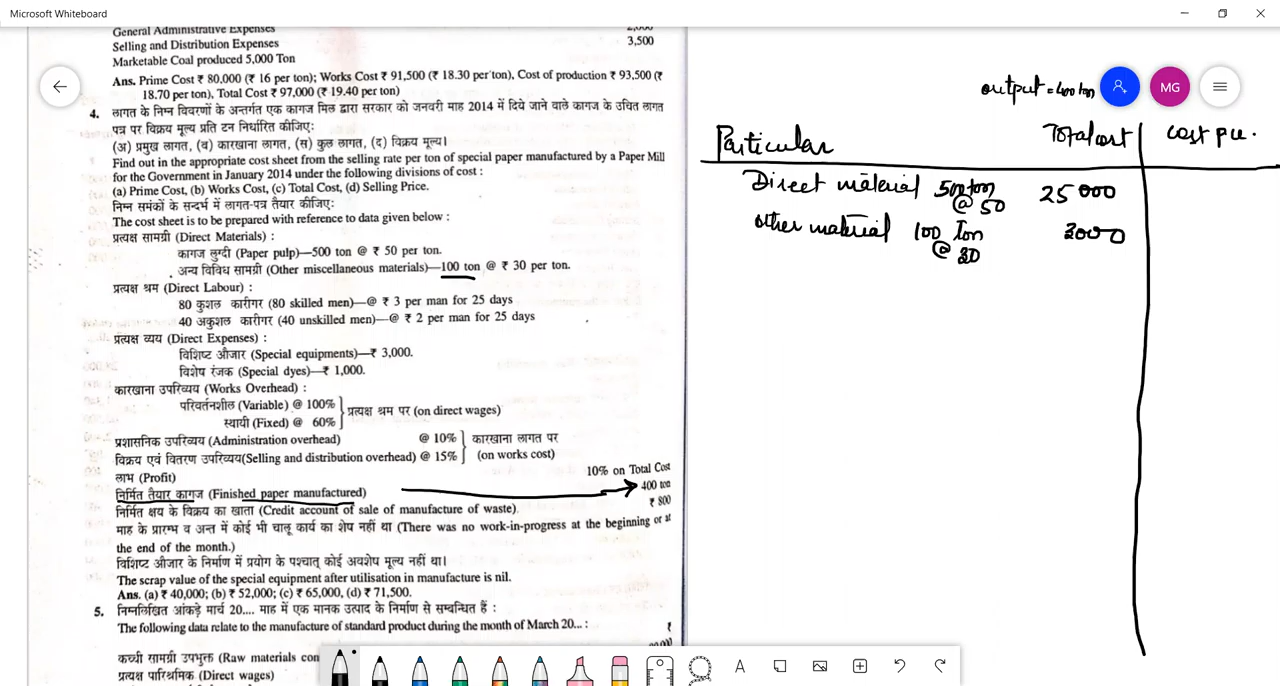 Microsoft Whiteboard
General Administrative Expenses 2,000
Selling and Distribution Expenses 3,500
Marketable Coal produced 5,000 Ton
Ans. Prime Cost ₹ 80,000 (₹ 16 per ton); Works Cost ₹ 91,500 (₹ 18.30 per ton), Cost of production ₹ 93,500 (₹
18.70 per ton), Total Cost ₹ 97,000 (₹ 19.40 per ton)
4. लागत के निम्न विवरणों के अन्तर्गत एक कागज मिल द्वारा सरकार को जनवरी माह 2014 में दिये जाने वाले कागज के उचित लागत
पत्र पर विक्रय मूल्य प्रति टन निर्धारित कीजिए:
(अ) प्रमुख लागत, (ब) कारखाना लागत, (स) कुल लागत, (द) विक्रय मूल्य।
Find out in the appropriate cost sheet from the selling rate per ton of special paper manufactured by a Paper Mill
for the Government in January 2014 under the following divisions of cost :
(a) Prime Cost, (b) Works Cost, (c) Total Cost, (d) Selling Price.
निम्न समंकों के सन्दर्भ में लागत-पत्र तैयार कीजिए:
The cost sheet is to be prepared with reference to data given below :
प्रत्यक्ष सामाग्री (Direct Materials) :
कागज लुग्दी (Paper pulp)—500 ton @ ₹ 50 per ton.
अन्य विविध सामग्री (Other miscellaneous materials)—100 ton @ ₹ 30 per ton.
प्रत्यक्ष श्रम (Direct Labour) :
80 कुशल कारीगर (80 skilled men)—@ ₹ 3 per man for 25 days
40 अकुशल कारीगर (40 unskilled men)—@ ₹ 2 per man for 25 days
प्रत्यक्ष व्यय (Direct Expenses) :
विशिष्ट औजार (Special equipments)—₹ 3,000.
विशेष रंजक (Special dyes)—₹ 1,000.
कारखाना उपरिव्यय (Works Overhead) :
परिवर्तनशील (Variable) @ 100% प्रत्यक्ष श्रम पर (on direct wages)
स्थायी (Fixed) @ 60%
प्रशासनिक उपरिव्यय (Administration overhead) @ 10% कारखाना लागत पर
विक्रय एवं वितरण उपरिव्यय(Selling and distribution overhead) @ 15% (on works cost)
लाभ (Profit) 10% on Total Cost
निर्मित तैयार कागज (Finished paper manufactured) 400 ton
निर्मित क्षय के विक्रय का खाता (Credit account of sale of manufacture of waste) ₹ 800
माह के प्रारम्भ व अन्त में कोई भी चालू कार्य का शेष नहीं था (There was no work-in-progress at the beginning or at
the end of the month.)
विशिष्ट औजार के निर्माण में प्रयोग के पश्चात् कोई अवशेष मूल्य नहीं था।
The scrap value of the special equipment after utilisation in manufacture is nil.
Ans. (a) ₹ 40,000; (b) ₹ 52,000; (c) ₹ 65,000, (d) ₹ 71,500.
5. निम्नलिखित आंकड़े मार्च 20.... माह में एक मानक उत्पाद के निर्माण से सम्बन्धित हैं :
The following data relate to the manufacture of standard product during the month of March 20... : ₹
कच्ची सामाग्री उपभुक्त (Raw materials con
प्रत्यक्ष पारिश्रमिक (Direct wages)
output = 400 ton
MG
Particular Total cost cost per.
Direct material 500 ton @ 50 25000
other material 100 Ton @ 30 3000
A